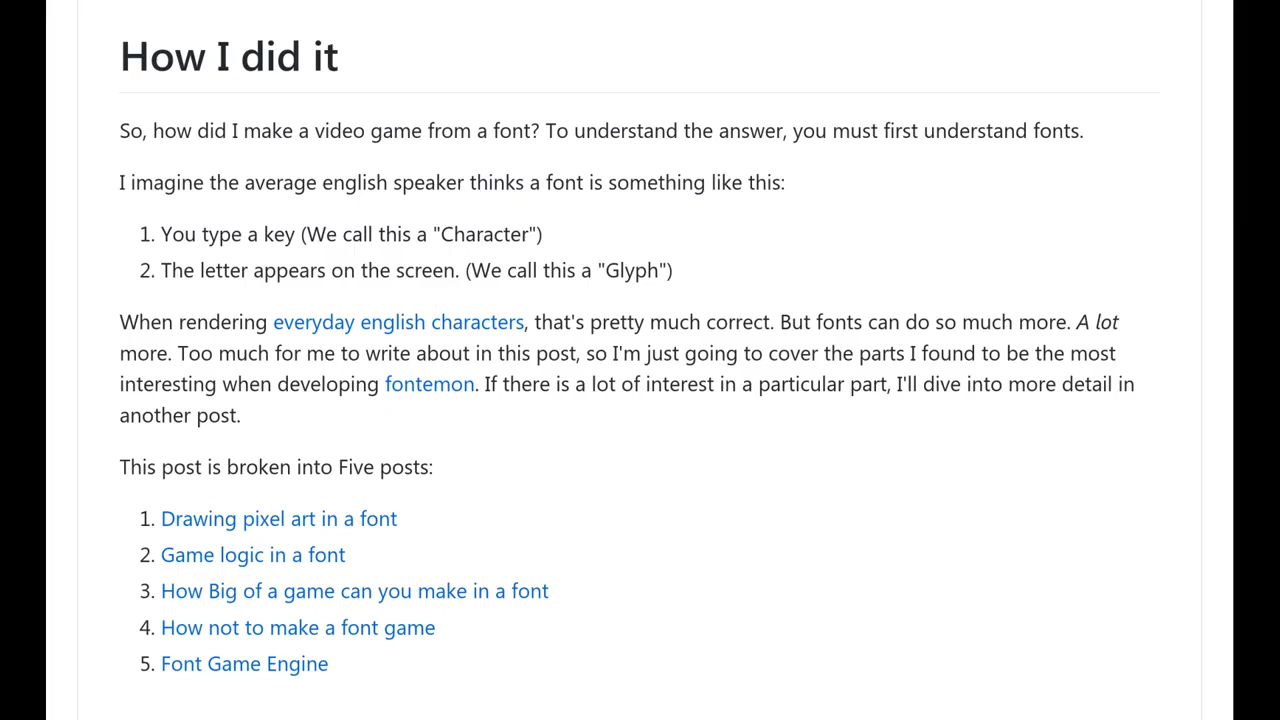 How I did it
So, how did I make a video game from a font? To understand the answer, you must first understand fonts.
I imagine the average english speaker thinks a font is something like this:
1. You type a key (We call this a "Character")
2. The letter appears on the screen. (We call this a "Glyph")
When rendering everyday english characters, that's pretty much correct. But fonts can do so much more. A lot
more. Too much for me to write about in this post, so I'm just going to cover the parts I found to be the most
interesting when developing fontemon. If there is a lot of interest in a particular part, I'll dive into more detail in
another post.
This post is broken into Five posts:
1. Drawing pixel art in a font
2. Game logic in a font
3. How Big of a game can you make in a font
4. How not to make a font game
5. Font Game Engine